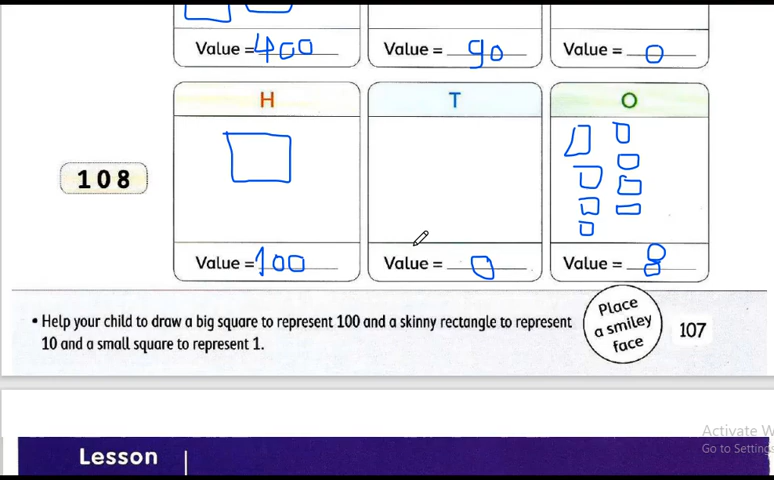 Value = 400 Value = 90 Value = 0
H T O
108
Value = 100 Value = 0 Value = 8
• Help your child to draw a big square to represent 100 and a skinny rectangle to represent
10 and a small square to represent 1.
Place
a smiley
face
107
Activate W
Go to Settings
Lesson